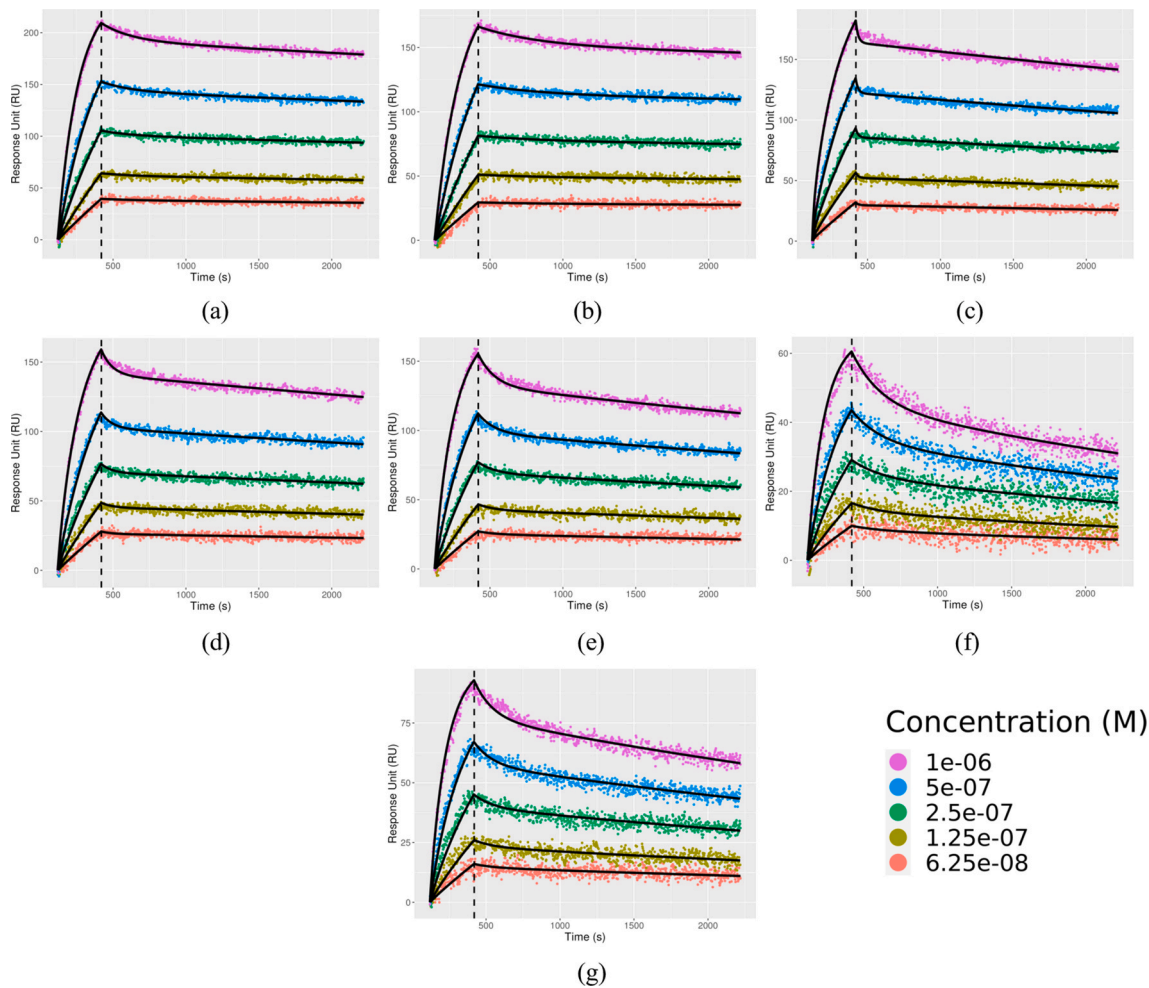 Response Unit (RU)
200
150
100
50
0
500 1000 1500 2000
Time (s)
(a)
Response Unit (RU)
150
100
50
0
500 1000 1500 2000
Time (s)
(b)
Response Unit (RU)
150
100
50
0
500 1000 1500 2000
Time (s)
(c)
Response Unit (RU)
150
100
50
0
500 1000 1500 2000
Time (s)
(d)
Response Unit (RU)
150
100
50
0
500 1000 1500 2000
Time (s)
(e)
Response Unit (RU)
60
40
20
0
500 1000 1500 2000
Time (s)
(f)
Response Unit (RU)
75
50
25
0
500 1000 1500 2000
Time (s)
(g)
Concentration (M)
1e-06
5e-07
2.5e-07
1.25e-07
6.25e-08